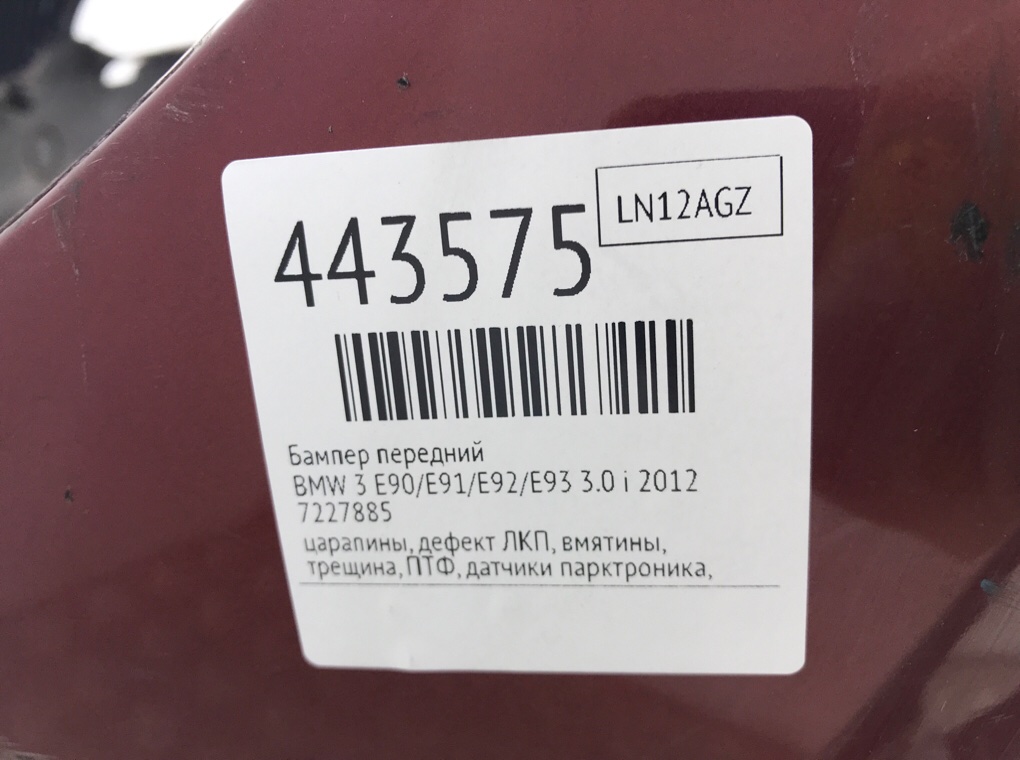 LN12AGZ
443575
Бампер передний
BMW 3 E90/E91/E92/E93 3.0 i 2012
7227885
царапины, дефект ЛКП, вмятины,
трещина, ПТФ, датчики парктроника,